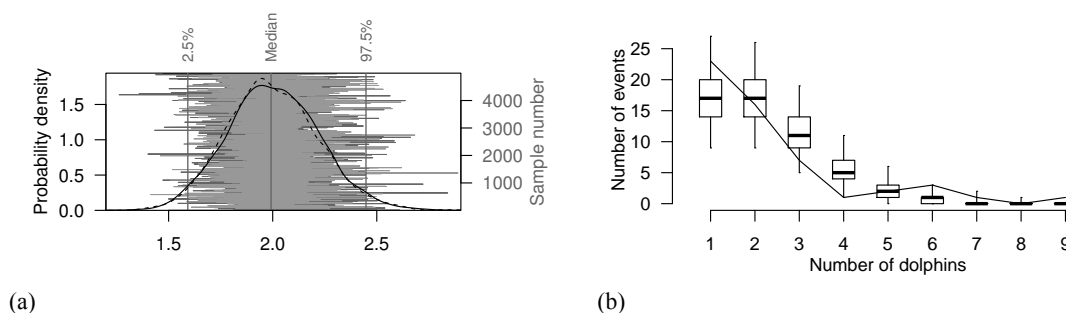 2.5%
Median
97.5%
Probability density
0.0
0.5
1.0
1.5
1.5 2.0 2.5
1000
2000
3000
4000
Sample number
(a)
Number of events
0
5
10
15
20
25
1 2 3 4 5 6 7 8 9
Number of dolphins
(b)